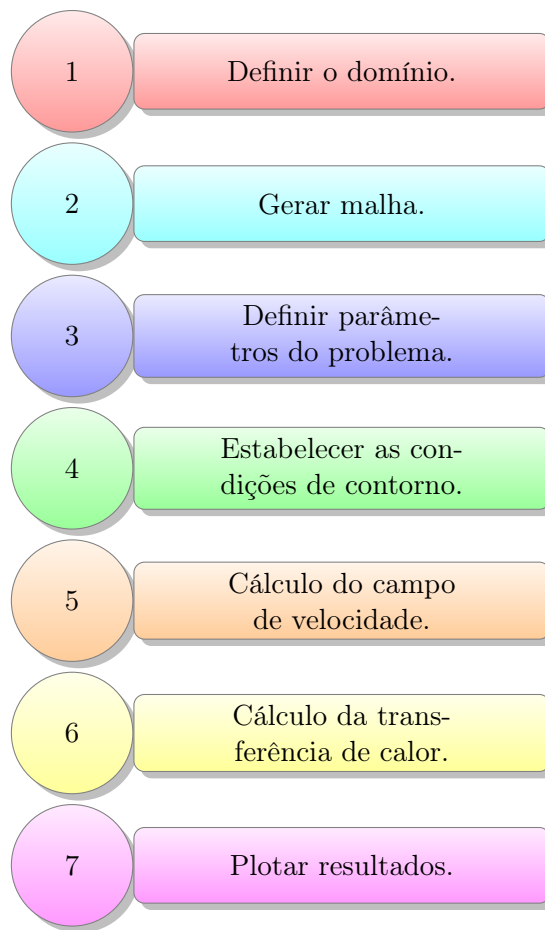 1
Definir o domínio.
2
Gerar malha.
3
Definir parâme-
tros do problema.
4
Estabelecer as con-
dições de contorno.
5
Cálculo do campo
de velocidade.
6
Cálculo da trans-
ferência de calor.
7
Plotar resultados.